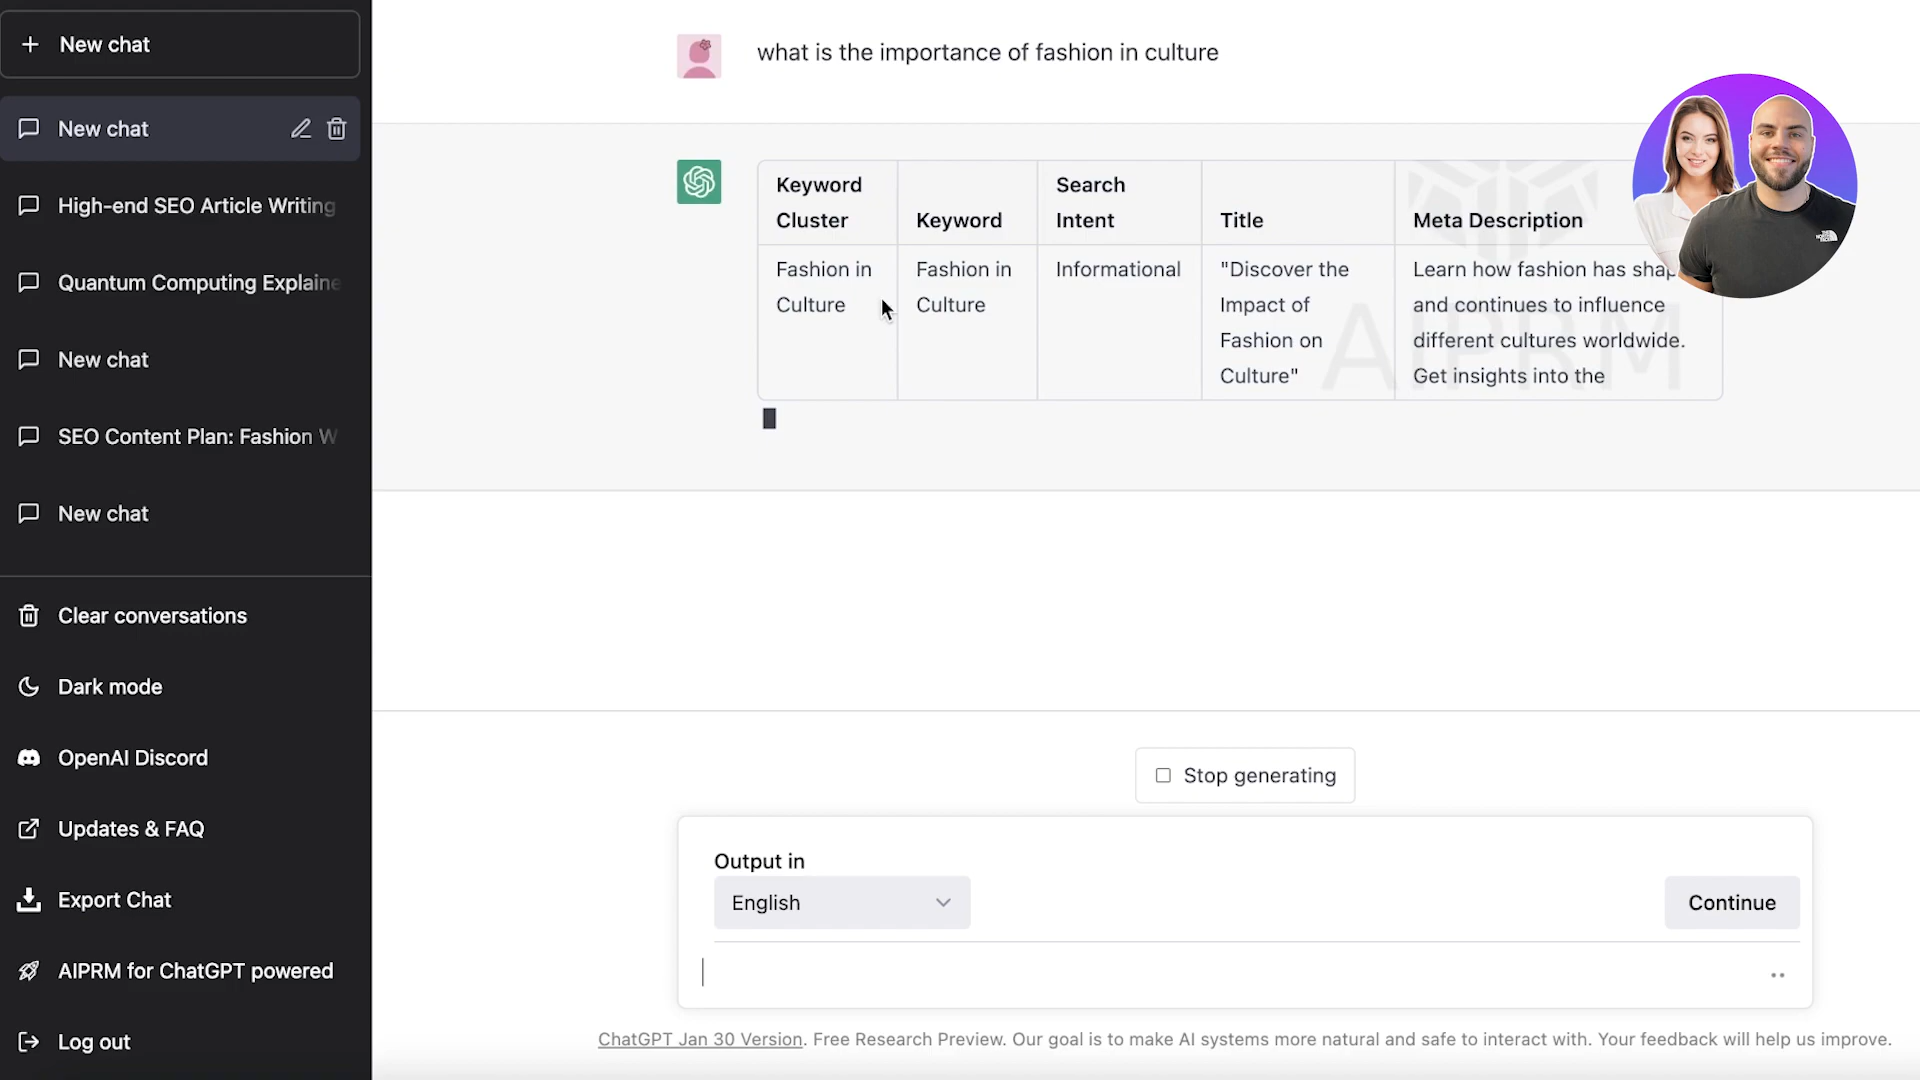 New chat
New chat
High-end SEO Article Writing
Quantum Computing Explaine
New chat
SEO Content Plan: Fashion W
New chat
Clear conversations
Dark mode
OpenAI Discord
Updates & FAQ
Export Chat
AIPRM for ChatGPT powered
Log out
what is the importance of fashion in culture
Keyword
Cluster
Keyword
Search
Intent
Title
Meta Description
Fashion in
Culture
Fashion in
Culture
Informational
"Discover the
Impact of
Fashion on
Culture"
Learn how fashion has shap
and continues to influence
different cultures worldwide.
Get insights into the
AIPRM
Stop generating
Output in
English
Continue
ChatGPT Jan 30 Version. Free Research Preview. Our goal is to make AI systems more natural and safe to interact with. Your feedback will help us improve.